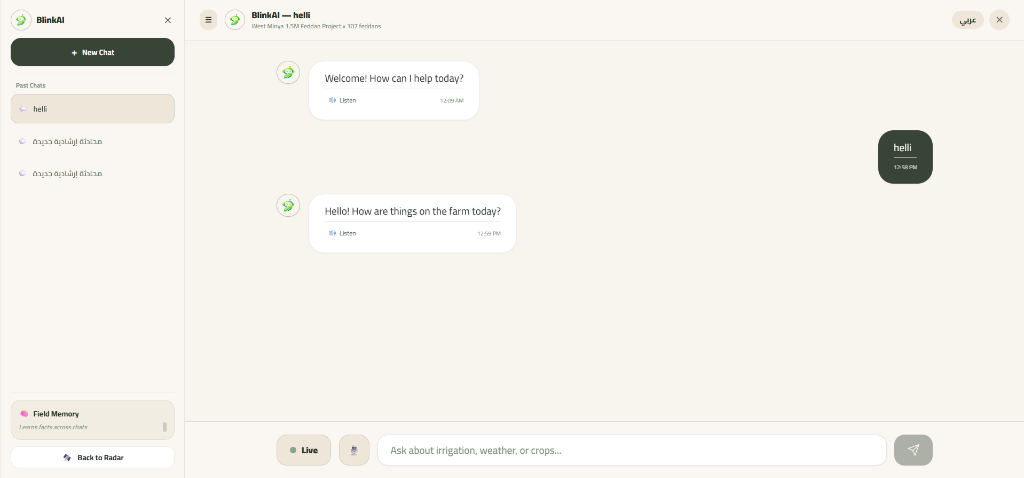 BlinkAI
✕
+ New Chat
Past Chats
helli
محادثة إرشادية جديدة
محادثة إرشادية جديدة
Field Memory
Learns facts across chats
Back to Radar
BlinkAI — helli
West Minya 1.5M Feddan Project • 107 feddans
عربي
✕
Welcome! How can I help today?
Listen
12:09 AM
helli
12:58 PM
Hello! How are things on the farm today?
Listen
12:59 PM
Live
Ask about irrigation, weather, or crops...